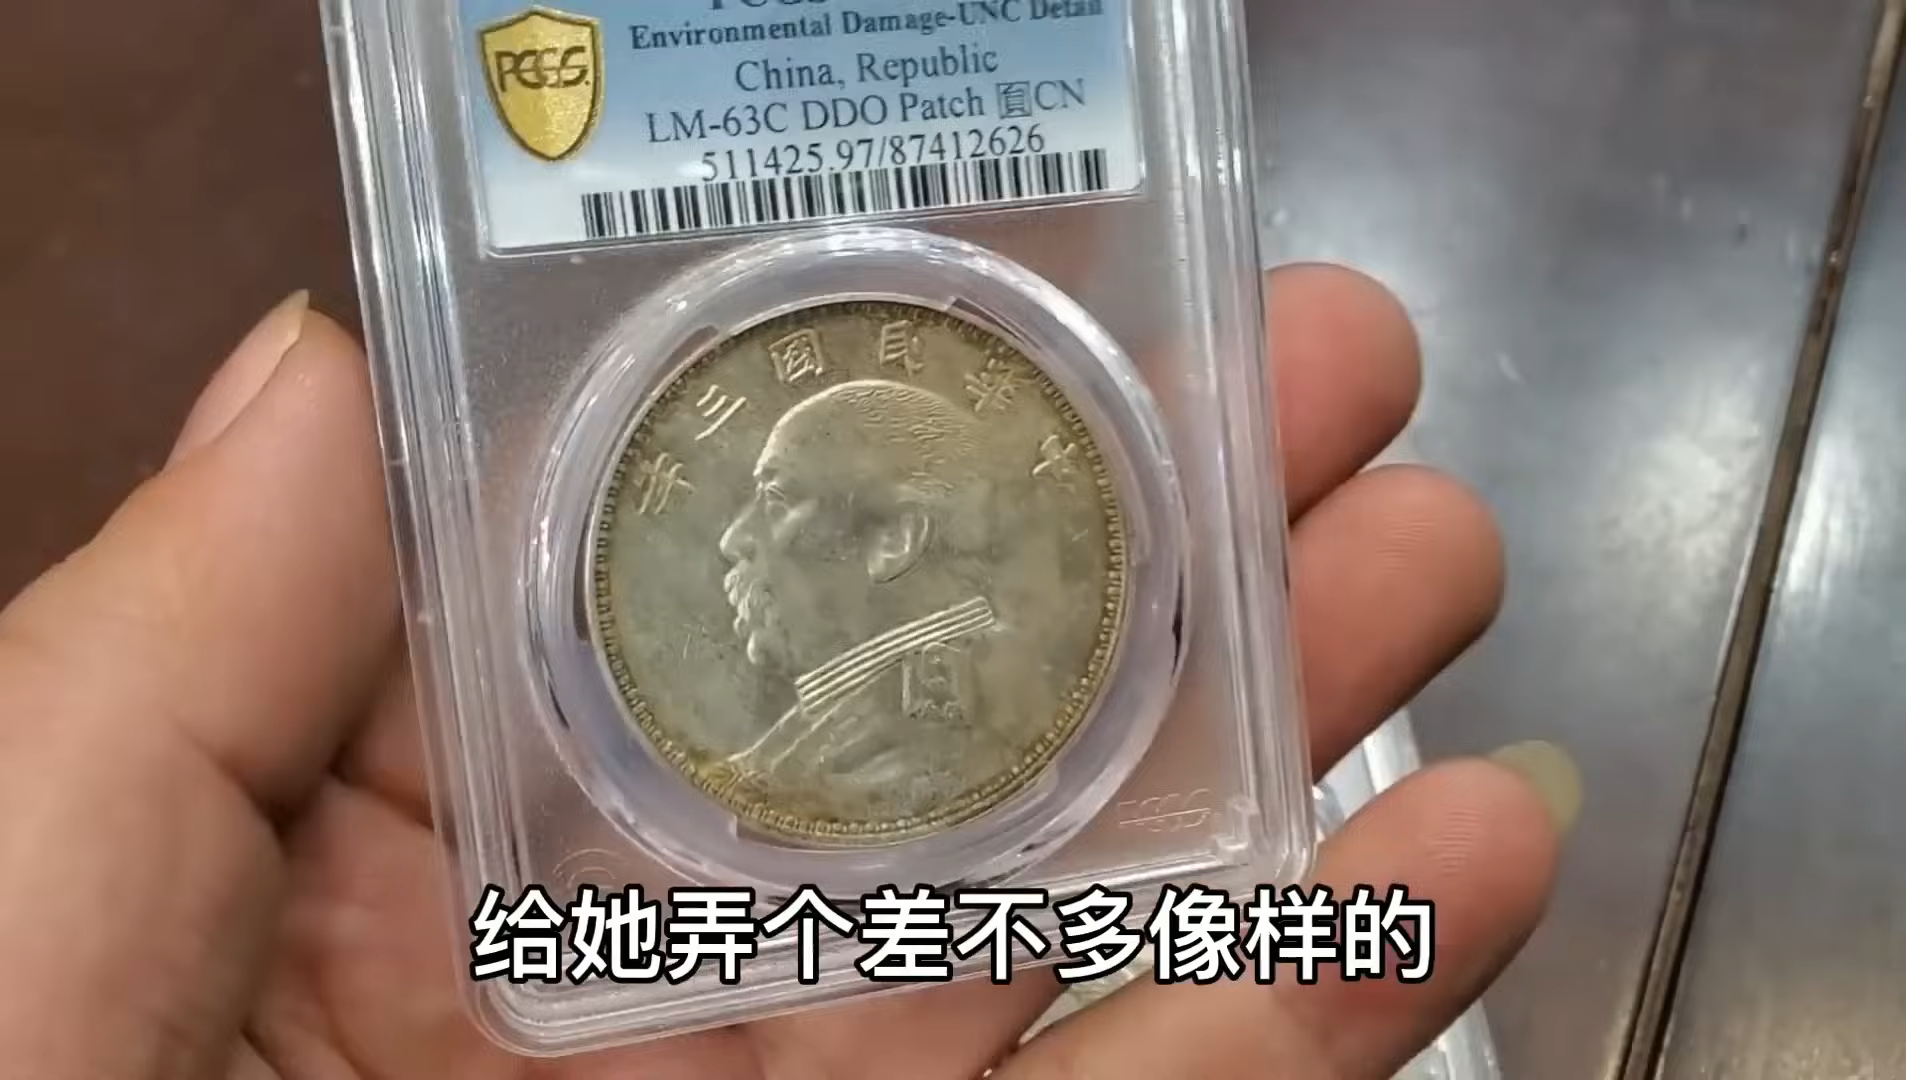 Environmental Damage-UNC Detail
China, Republic
LM-63C DDO Patch 圓CN
511425.97/87412626
PCGS
年三國民華中
给她弄个差不多像样的